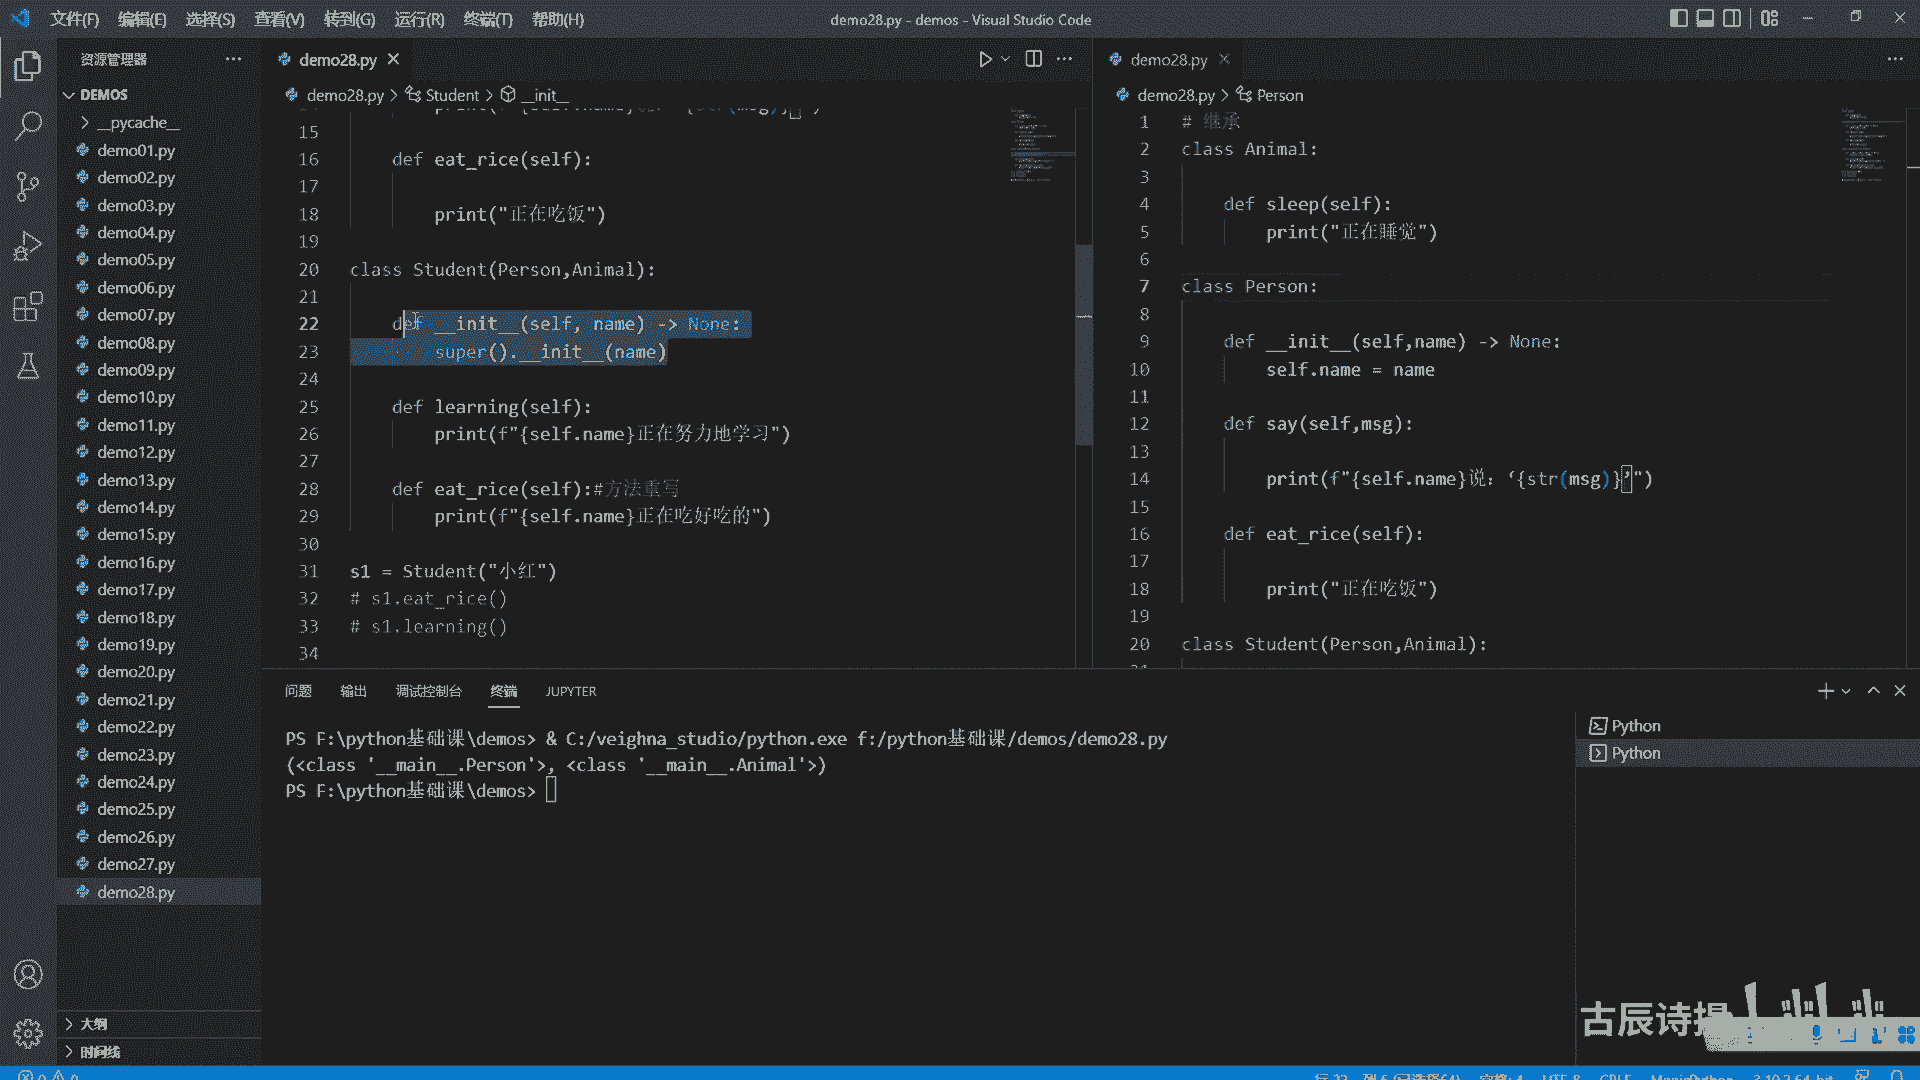 文件(F) 编辑(E) 选择(S) 查看(V) 转到(G) 运行(R) 终端(T) 帮助(H)
demo28.py - demos - Visual Studio Code
资源管理器
DEMOS
__pycache__
demo01.py
demo02.py
demo03.py
demo04.py
demo05.py
demo06.py
demo07.py
demo08.py
demo09.py
demo10.py
demo11.py
demo12.py
demo13.py
demo14.py
demo15.py
demo16.py
demo17.py
demo18.py
demo19.py
demo20.py
demo21.py
demo22.py
demo23.py
demo24.py
demo25.py
demo26.py
demo27.py
demo28.py
大纲
时间线
demo28.py
demo28.py > Student > __init__
15
16 def eat_rice(self):
17
18 print("正在吃饭")
19
20 class Student(Person,Animal):
21
22 def __init__(self, name) -> None:
23 super().__init__(name)
24
25 def learning(self):
26 print(f"{self.name}正在努力地学习")
27
28 def eat_rice(self):#方法重写
29 print(f"{self.name}正在吃好吃的")
30
31 s1 = Student("小红")
32 # s1.eat_rice()
33 # s1.learning()
34
demo28.py
demo28.py > Person
1 # 继承
2 class Animal:
3
4 def sleep(self):
5 print("正在睡觉")
6
7 class Person:
8
9 def __init__(self,name) -> None:
10 self.name = name
11
12 def say(self,msg):
13
14 print(f"{self.name}说：‘{str(msg)}’")
15
16 def eat_rice(self):
17
18 print("正在吃饭")
19
20 class Student(Person,Animal):
问题 输出 调试控制台 终端 JUPYTER
PS F:\python基础课\demos> & C:/veighna_studio/python.exe f:/python基础课/demos/demo28.py
(<class '__main__.Person'>, <class '__main__.Animal'>)
PS F:\python基础课\demos>
Python
Python
古辰诗提